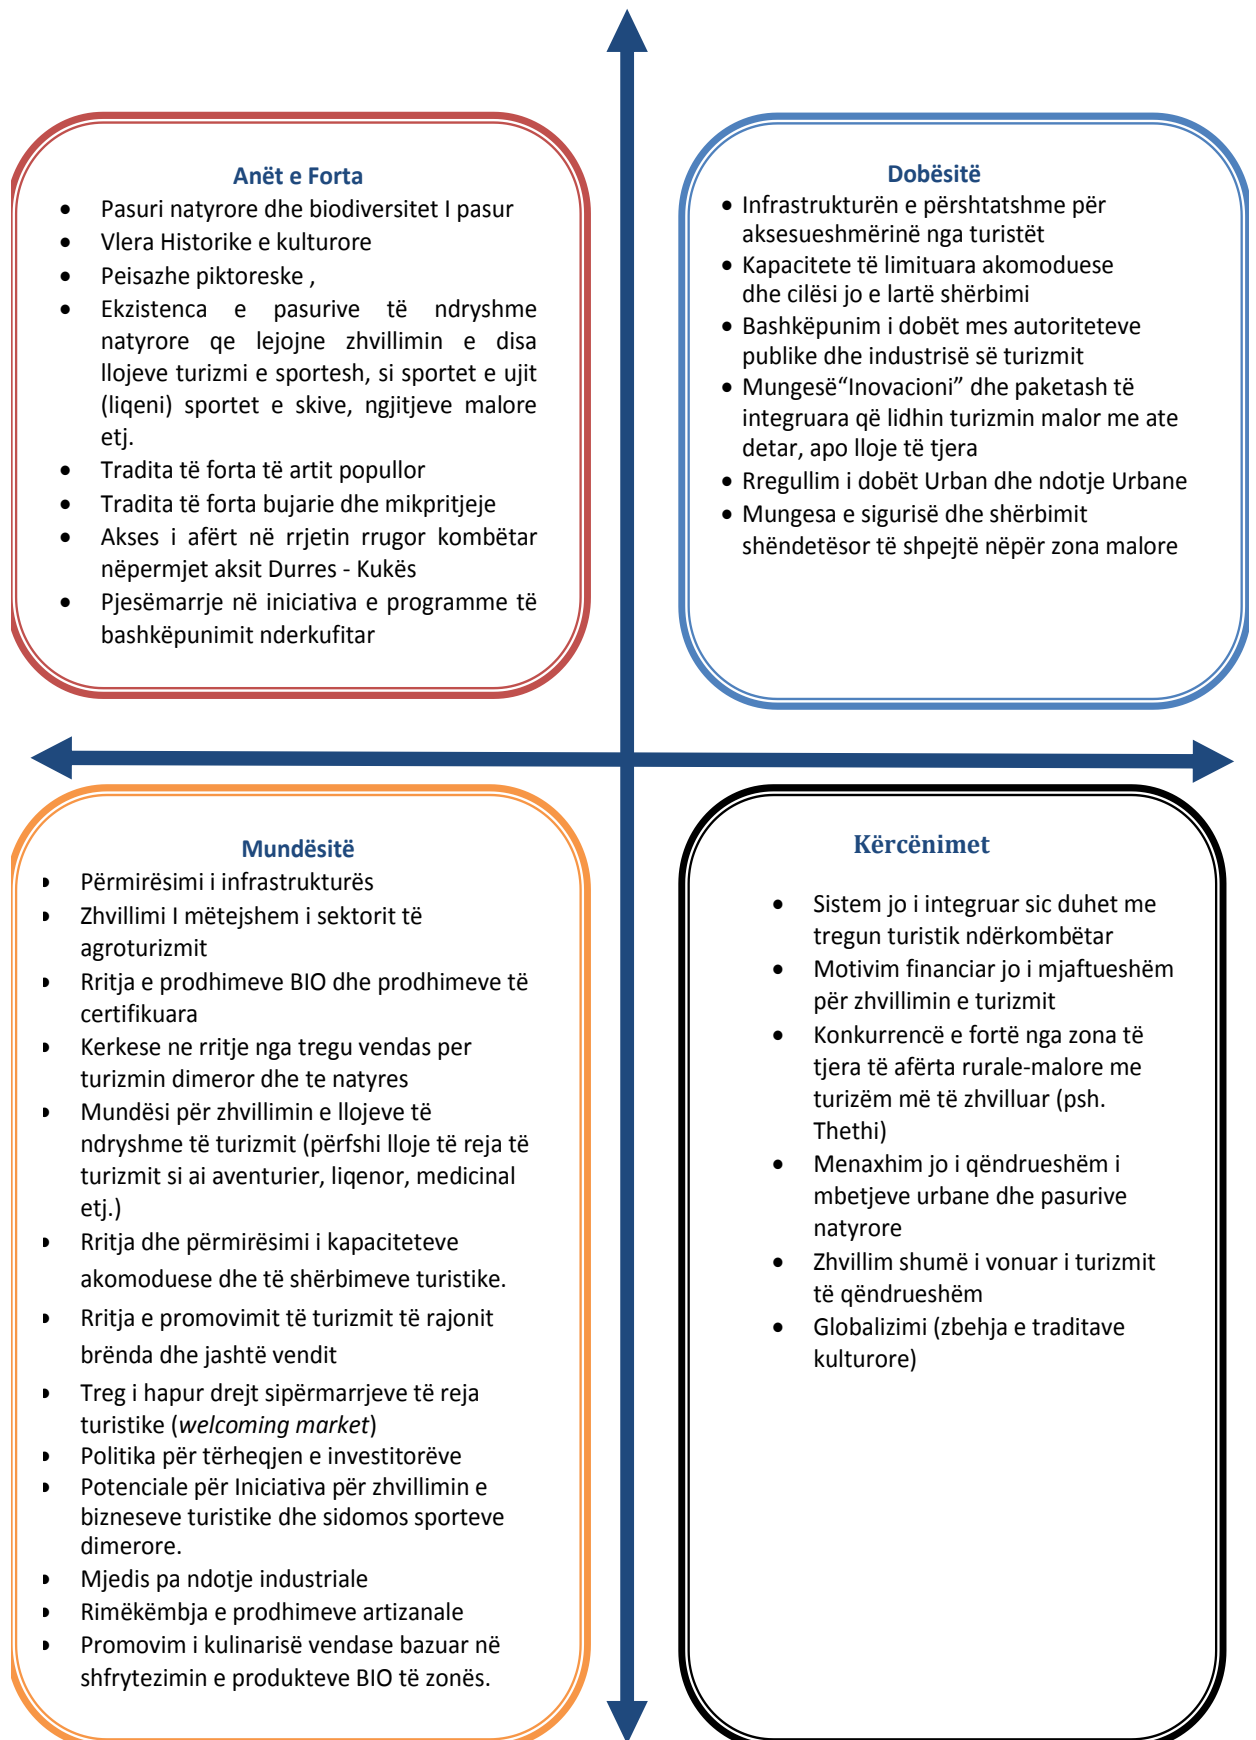 Anët e Forta
• Pasuri natyrore dhe biodiversitet I pasur
• Vlera Historike e kulturore
• Peisazhe piktoreske ,
• Ekzistenca e pasurive të ndryshme
natyrore qe lejojne zhvillimin e disa
llojeve turizmi e sportesh, si sportet e ujit
(liqeni) sportet e skive, ngjitjeve malore
etj.
• Tradita të forta të artit popullor
• Tradita të forta bujarie dhe mikpritjeje
• Akses i afërt në rrjetin rrugor kombëtar
nëpermjet aksit Durres - Kukës
• Pjesëmarrje në iniciativa e programme të
bashkëpunimit nderkufitar
Dobësitë
• Infrastrukturën e përshtatshme për
aksesueshmërinë nga turistët
• Kapacitete të limituara akomoduese
dhe cilësi jo e lartë shërbimi
• Bashkëpunim i dobët mes autoriteteve
publike dhe industrisë së turizmit
• Mungesë“Inovacioni” dhe paketash të
integruara që lidhin turizmin malor me ate
detar, apo lloje të tjera
• Rregullim i dobët Urban dhe ndotje Urbane
• Mungesa e sigurisë dhe shërbimit
shëndetësor të shpejtë nëpër zona malore
Mundësitë
• Përmirësimi i infrastrukturës
• Zhvillimi I mëtejshem i sektorit të
agroturizmit
• Rritja e prodhimeve BIO dhe prodhimeve të
certifikuara
• Kerkese ne rritje nga tregu vendas per
turizmin dimeror dhe te natyres
• Mundësi për zhvillimin e llojeve të
ndryshme të turizmit (përfshi lloje të reja të
turizmit si ai aventurier, liqenor, medicinal
etj.)
• Rritja dhe përmirësimi i kapaciteteve
akomoduese dhe të shërbimeve turistike.
• Rritja e promovimit të turizmit të rajonit
brënda dhe jashtë vendit
• Treg i hapur drejt sipërmarrjeve të reja
turistike (welcoming market)
• Politika për tërheqjen e investitorëve
• Potenciale për Iniciativa për zhvillimin e
bizneseve turistike dhe sidomos sporteve
dimerore.
• Mjedis pa ndotje industriale
• Rimëkëmbja e prodhimeve artizanale
• Promovim i kulinarisë vendase bazuar në
shfrytezimin e produkteve BIO të zonës.
Kërcënimet
• Sistem jo i integruar sic duhet me
tregun turistik ndërkombëtar
• Motivim financiar jo i mjaftueshëm
për zhvillimin e turizmit
• Konkurrencë e fortë nga zona të
tjera të afërta rurale-malore me
turizëm më të zhvilluar (psh.
Thethi)
• Menaxhim jo i qëndrueshëm i
mbetjeve urbane dhe pasurive
natyrore
• Zhvillim shumë i vonuar i turizmit
të qëndrueshëm
• Globalizimi (zbehja e traditave
kulturore)